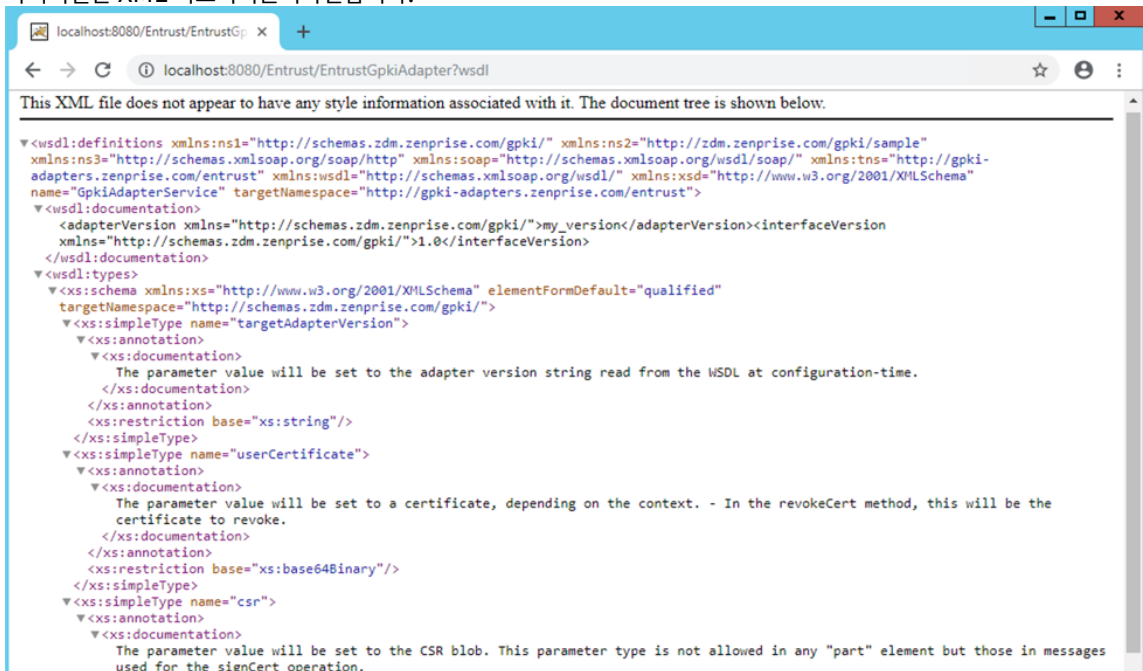 localhost:8080/Entrust/EntrustGp
localhost:8080/Entrust/EntrustGpkiAdapter?wsdl
This XML file does not appear to have any style information associated with it. The document tree is shown below.
▼<wsdl:definitions xmlns:ns1="http://schemas.zdm.zenprise.com/gpki/" xmlns:ns2="http://zdm.zenprise.com/gpki/sample"
xmlns:ns3="http://schemas.xmlsoap.org/soap/http" xmlns:soap="http://schemas.xmlsoap.org/wsdl/soap/" xmlns:tns="http://gpki-
adapters.zenprise.com/entrust" xmlns:wsdl="http://schemas.xmlsoap.org/wsdl/" xmlns:xsd="http://www.w3.org/2001/XMLSchema"
name="GpkiAdapterService" targetNamespace="http://gpki-adapters.zenprise.com/entrust">
▼<wsdl:documentation>
<adapterVersion xmlns="http://schemas.zdm.zenprise.com/gpki/">my_version</adapterVersion><interfaceVersion
xmlns="http://schemas.zdm.zenprise.com/gpki/">1.0</interfaceVersion>
</wsdl:documentation>
▼<wsdl:types>
▼<xs:schema xmlns:xs="http://www.w3.org/2001/XMLSchema" elementFormDefault="qualified"
targetNamespace="http://schemas.zdm.zenprise.com/gpki/">
▼<xs:simpleType name="targetAdapterVersion">
▼<xs:annotation>
▼<xs:documentation>
The parameter value will be set to the adapter version string read from the WSDL at configuration-time.
</xs:documentation>
</xs:annotation>
<xs:restriction base="xs:string"/>
</xs:simpleType>
▼<xs:simpleType name="userCertificate">
▼<xs:annotation>
▼<xs:documentation>
The parameter value will be set to a certificate, depending on the context. - In the revokeCert method, this will be the
certificate to revoke.
</xs:documentation>
</xs:annotation>
<xs:restriction base="xs:base64Binary"/>
</xs:simpleType>
▼<xs:simpleType name="csr">
▼<xs:annotation>
▼<xs:documentation>
The parameter value will be set to the CSR blob. This parameter type is not allowed in any "part" element but those in messages
used for the signCert operation.